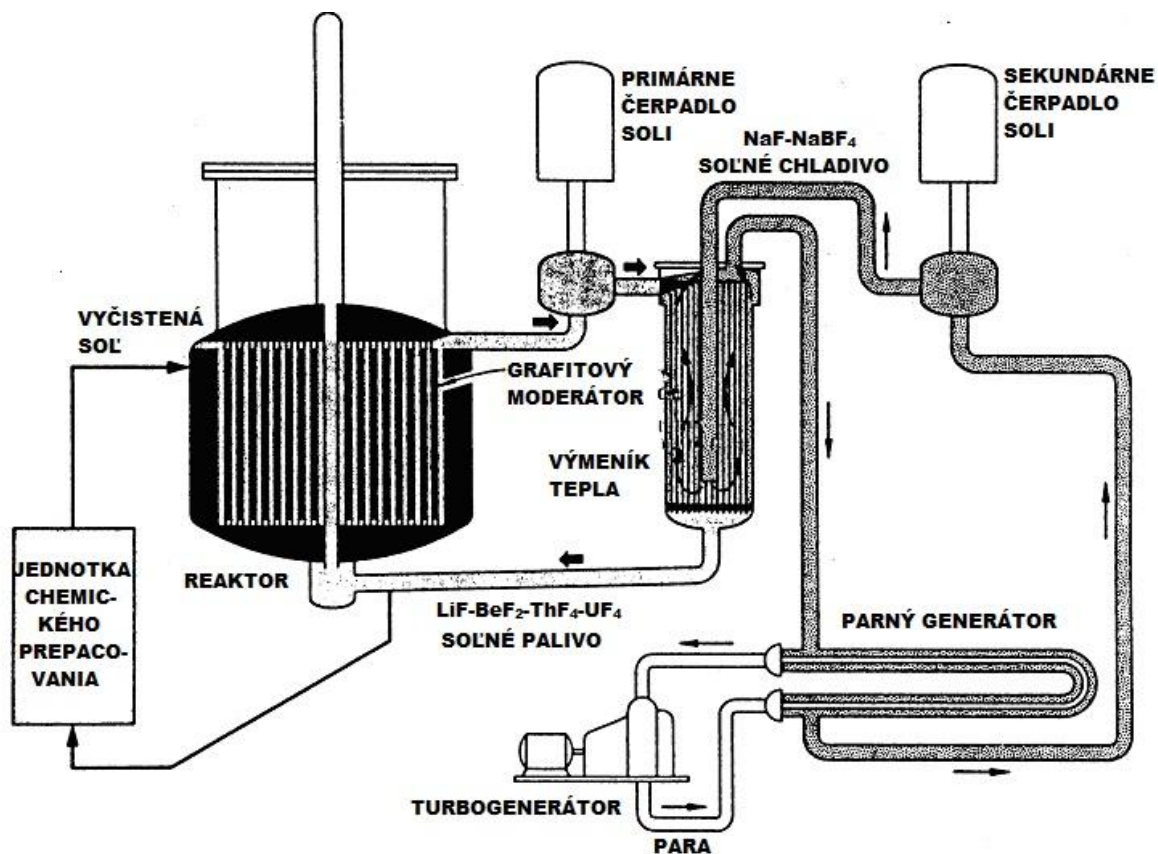 PRIMÁRNE
ČERPADLO
SOLI
SEKUNDÁRNE
ČERPADLO
SOLI
NaF-NaBF₄
SOĽNÉ CHLADIVO
VYČISTENÁ
SOĽ
GRAFITOVÝ
MODERÁTOR
VÝMENÍK
TEPLA
REAKTOR
JEDNOTKA
CHEMIC-
KÉHO
PREPACO-
VANIA
LiF-BeF₂-ThF₄-UF₄
SOĽNÉ PALIVO
PARNÝ GENERÁTOR
TURBOGENERÁTOR
PARA